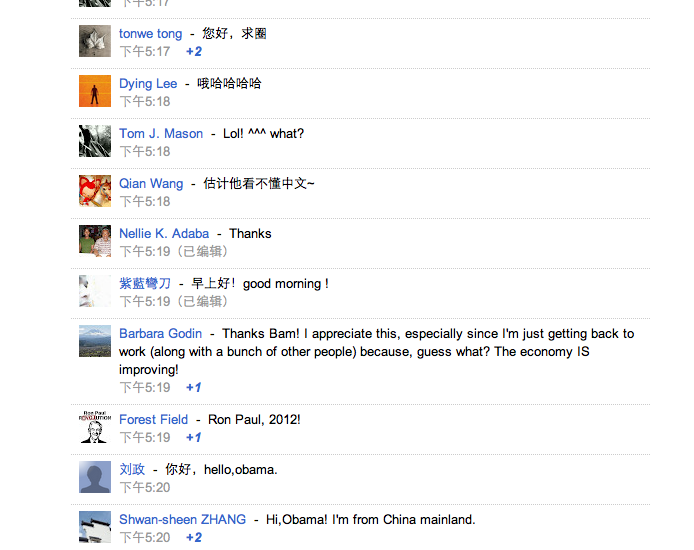 下午5:17
tonwe tong - 您好，求圈
下午5:17 +2
Dying Lee - 哦哈哈哈哈
下午5:18
Tom J. Mason - Lol! ^^^ what?
下午5:18
Qian Wang - 估计他看不懂中文~
下午5:18
Nellie K. Adaba - Thanks
下午5:19（已编辑）
紫藍彎刀 - 早上好！good morning !
下午5:19（已编辑）
Barbara Godin - Thanks Bam! I appreciate this, especially since I'm just getting back to
work (along with a bunch of other people) because, guess what? The economy IS
improving!
下午5:19 +1
Ron Paul
REVOLUTION
Forest Field - Ron Paul, 2012!
下午5:19 +1
刘政 - 你好，hello,obama.
下午5:20
Shwan-sheen ZHANG - Hi,Obama! I'm from China mainland.
下午5:20 +2